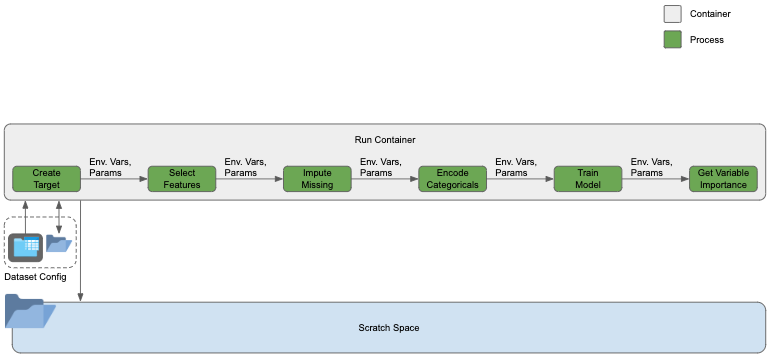 Container
Process
Run Container
Create
Target
Env. Vars,
Params
Select
Features
Env. Vars,
Params
Impute
Missing
Env. Vars,
Params
Encode
Categoricals
Env. Vars,
Params
Train
Model
Env. Vars,
Params
Get Variable
Importance
Dataset Config
Scratch Space